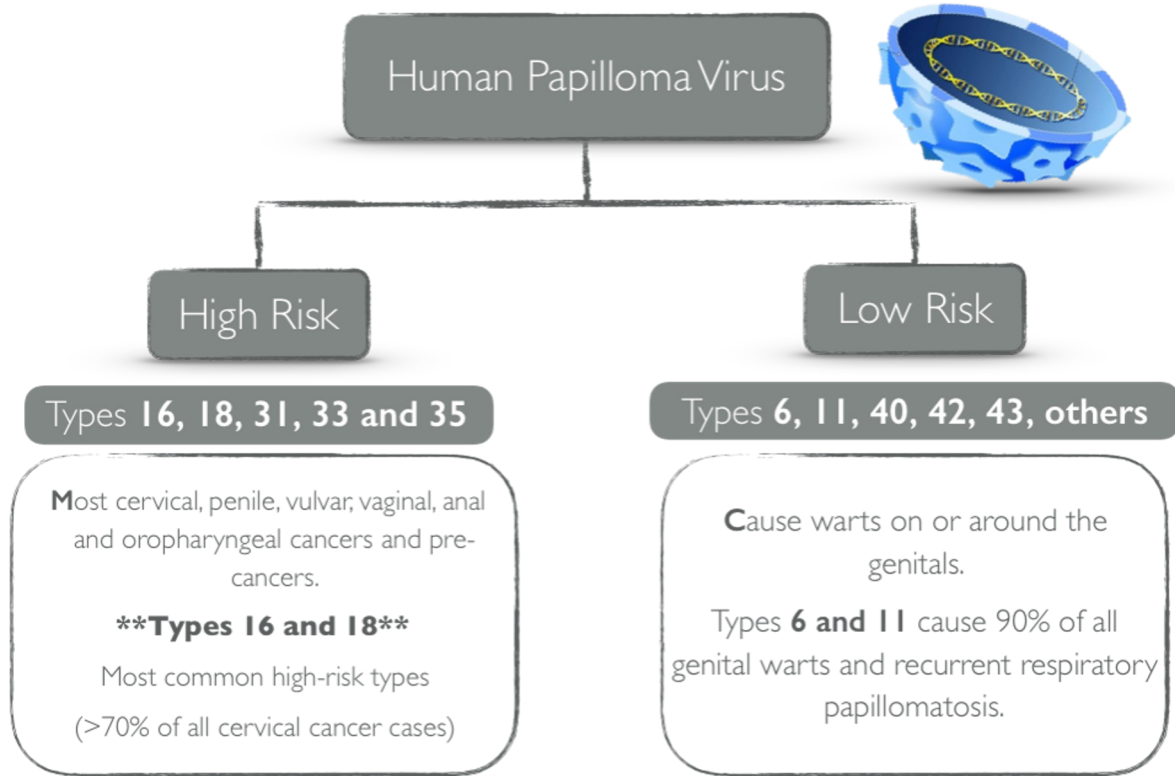 Human Papilloma Virus
High Risk
Types 16, 18, 31, 33 and 35
Most cervical, penile, vulvar, vaginal, anal
and oropharyngeal cancers and pre-
cancers.
**Types 16 and 18**
Most common high-risk types
(>70% of all cervical cancer cases)
Low Risk
Types 6, 11, 40, 42, 43, others
Cause warts on or around the
genitals.
Types 6 and 11 cause 90% of all
genital warts and recurrent respiratory
papillomatosis.